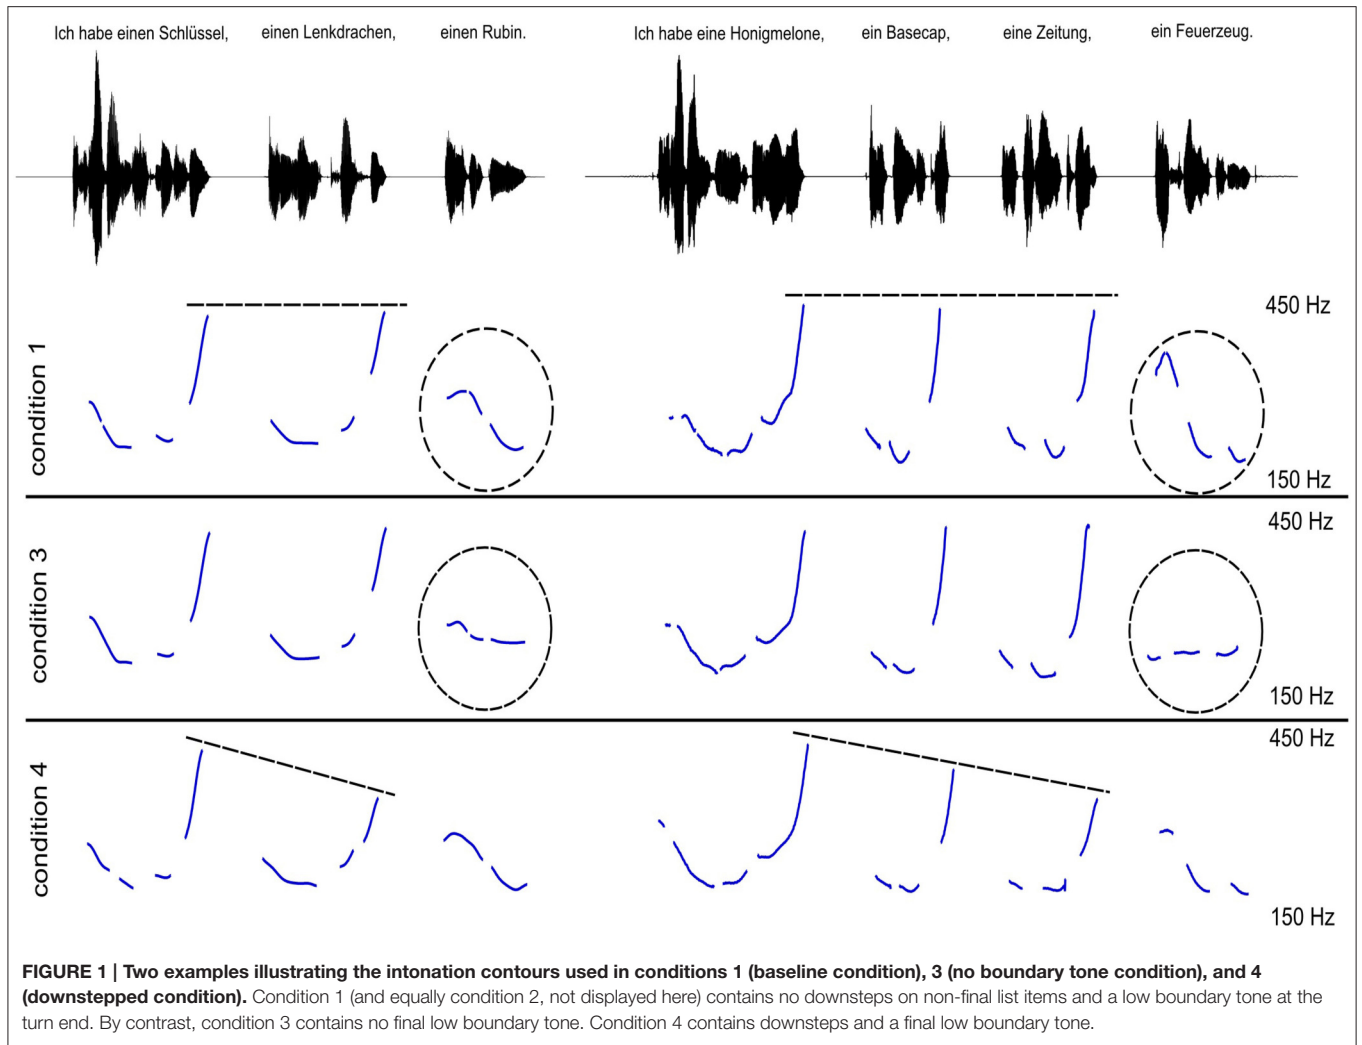 Ich habe einen Schlüssel, einen Lenkdrachen, einen Rubin. Ich habe eine Honigmelone, ein Basecap, eine Zeitung, ein Feuerzeug.
450 Hz
condition 1
150 Hz
450 Hz
condition 3
150 Hz
450 Hz
condition 4
150 Hz
FIGURE 1 | Two examples illustrating the intonation contours used in conditions 1 (baseline condition), 3 (no boundary tone condition), and 4
(downstepped condition). Condition 1 (and equally condition 2, not displayed here) contains no downsteps on non-final list items and a low boundary tone at the
turn end. By contrast, condition 3 contains no final low boundary tone. Condition 4 contains downsteps and a final low boundary tone.